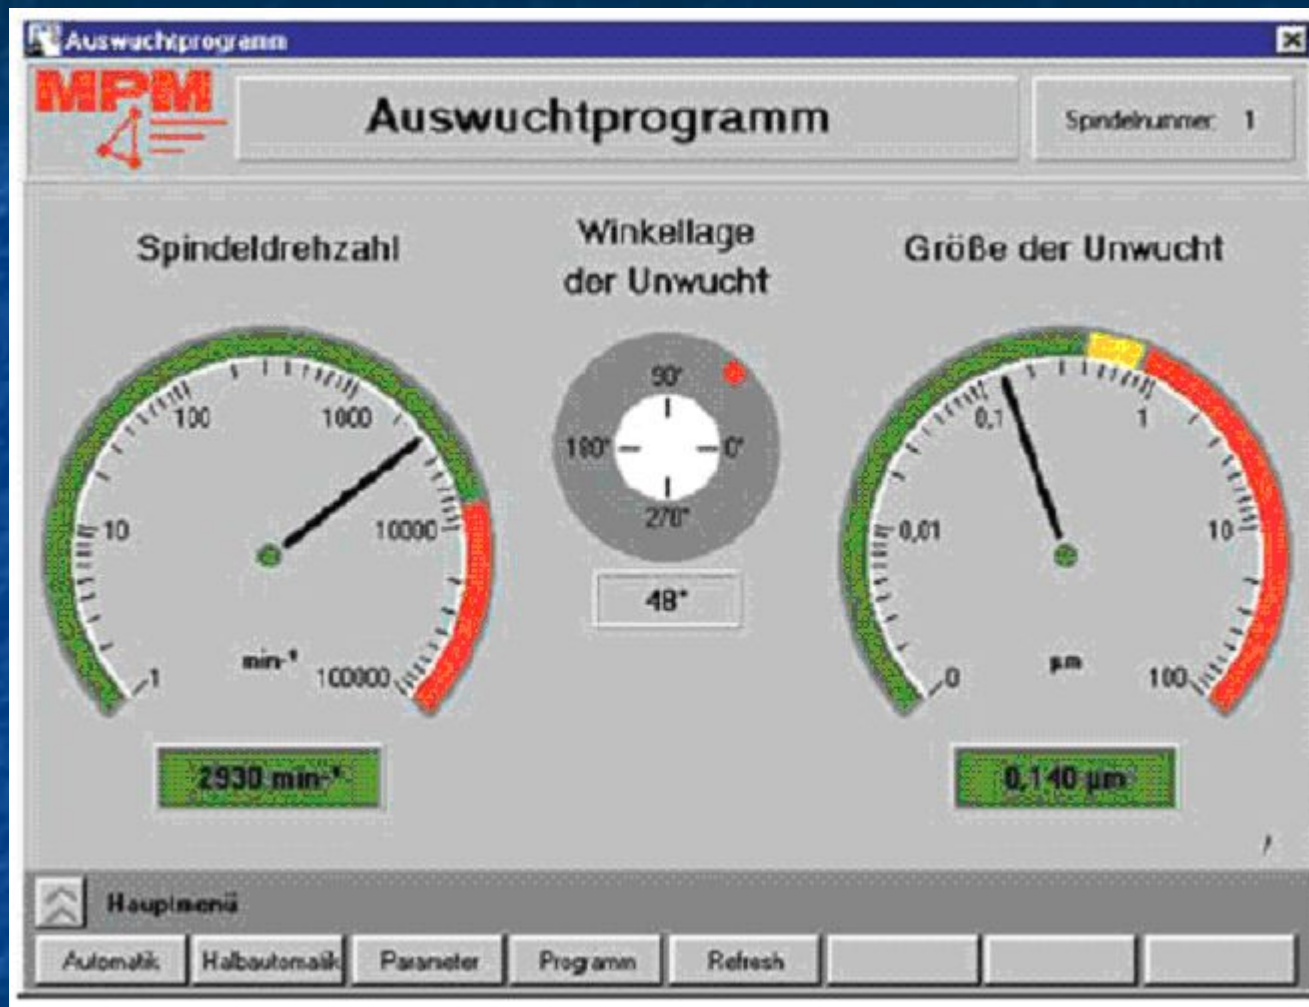 Auswuchtprogramm
MPM
Auswuchtprogramm
Spindelnummer: 1
Spindeldrehzahl
Winkellage
der Unwucht
Größe der Unwucht
1
10
100
1000
10000
100000
min-¹
2930 min-¹
90°
180°
0°
270°
48°
0
0,01
0,1
1
10
100
µm
0,140 µm
Hauptmenü
Automatik
Halbautomatik
Parameter
Programm
Refresh